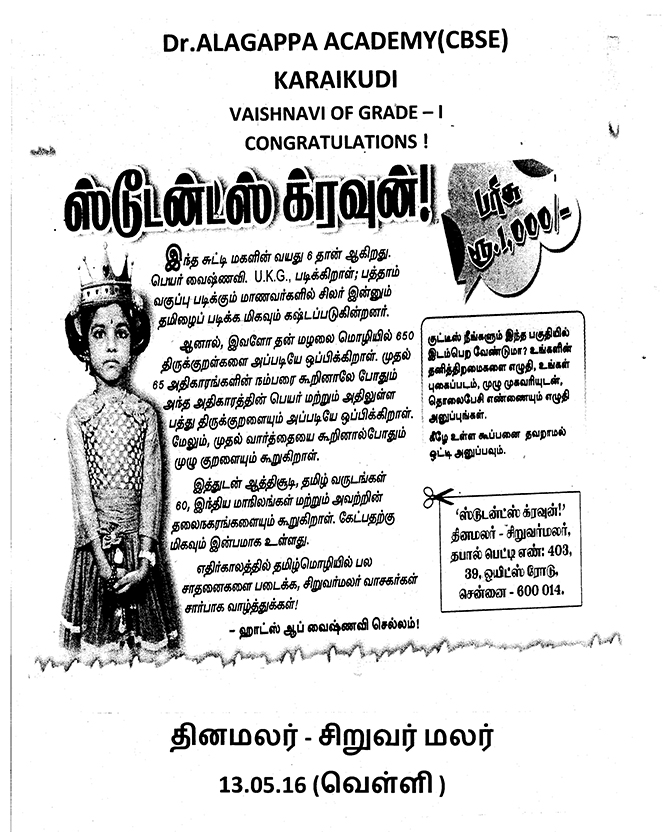 Dr.ALAGAPPA ACADEMY(CBSE)
KARAIKUDI
VAISHNAVI OF GRADE – I
CONGRATULATIONS !
ஸ்டூடென்ட்ஸ் க்ரவுன்!
பரிசு
ரூ.1,000/-
இந்த சுட்டி மகளின் வயது 6 தான் ஆகிறது.
பெயர் வைஷ்ணவி. U.K.G., படிக்கிறாள்; பத்தாம்
வகுப்பு படிக்கும் மாணவர்களில் சிலர் இன்னும்
தமிழைப் படிக்க மிகவும் கஷ்டப்படுகின்றனர்.
ஆனால், இவளோ தன் மழலை மொழியில் 650
திருக்குறள்களை அப்படியே ஒப்பிக்கிறாள். முதல்
65 அதிகாரங்களின் நம்பரை கூறினாலே போதும்
அந்த அதிகாரத்தின் பெயர் மற்றும் அதிலுள்ள
பத்து திருக்குறளையும் அப்படியே ஒப்பிக்கிறாள்.
மேலும், முதல் வார்த்தையை கூறினால்போதும்
முழு குறளையும் கூறுகிறாள்.
இத்துடன் ஆத்திசூடி, தமிழ் வருடங்கள்
60, இந்திய மாநிலங்கள் மற்றும் அவற்றின்
தலைநகரங்களையும் கூறுகிறாள். கேட்பதற்கு
மிகவும் இன்பமாக உள்ளது.
எதிர்காலத்தில் தமிழ்மொழியில் பல
சாதனைகளை படைக்க, சிறுவர்மலர் வாசகர்கள்
சார்பாக வாழ்த்துக்கள்!
– ஹாட்ஸ் ஆப் வைஷ்ணவி செல்லம்!
குட்டீஸ் நீங்களும் இந்த பகுதியில்
இடம்பெற வேண்டுமா? உங்களின்
தனித்திறமைகளை எழுதி, உங்கள்
புகைப்படம், முழு முகவரியுடன்,
தொலைபேசி எண்ணையும் எழுதி
அனுப்புங்கள்.
கீழே உள்ள கூப்பனை தவறாமல்
ஒட்டி அனுப்பவும்.
'ஸ்டூடன்ட்ஸ் க்ரவுன்!'
தினமலர் - சிறுவர்மலர்,
தபால் பெட்டி எண்: 403,
39, ஒயிட்ஸ் ரோடு,
சென்னை - 600 014.
தினமலர் - சிறுவர் மலர்
13.05.16 (வெள்ளி )